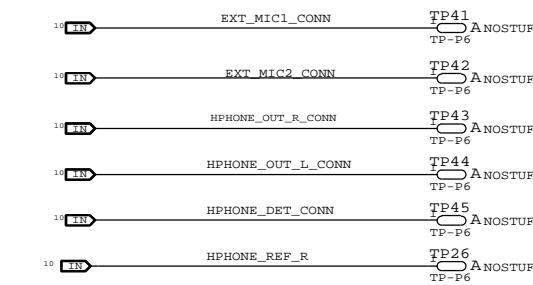 EXT_MIC1_CONN TP41
10 IN 1 A NOSTUF
TP-P6
EXT_MIC2_CONN TP42
10 IN 1 A NOSTUF
TP-P6
HPHONE_OUT_R_CONN TP43
10 IN 1 A NOSTUF
TP-P6
HPHONE_OUT_L_CONN TP44
10 IN 1 A NOSTUF
TP-P6
HPHONE_DET_CONN TP45
10 IN 1 A NOSTUF
TP-P6
HPHONE_REF_R TP26
10 IN 1 A NOSTUF
TP-P6